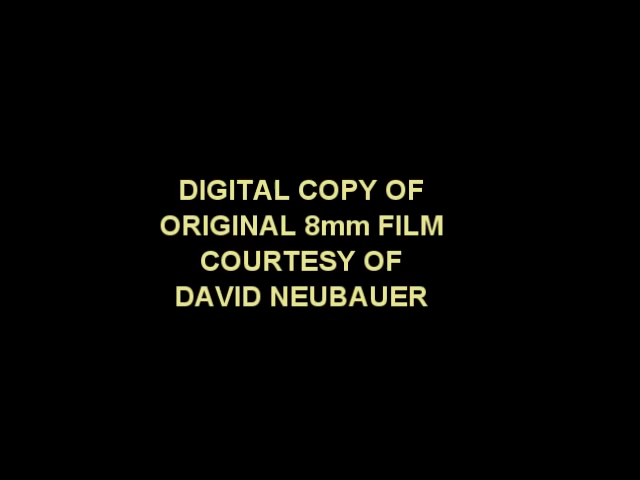 DIGITAL COPY OF
ORIGINAL 8mm FILM
COURTESY OF
DAVID NEUBAUER